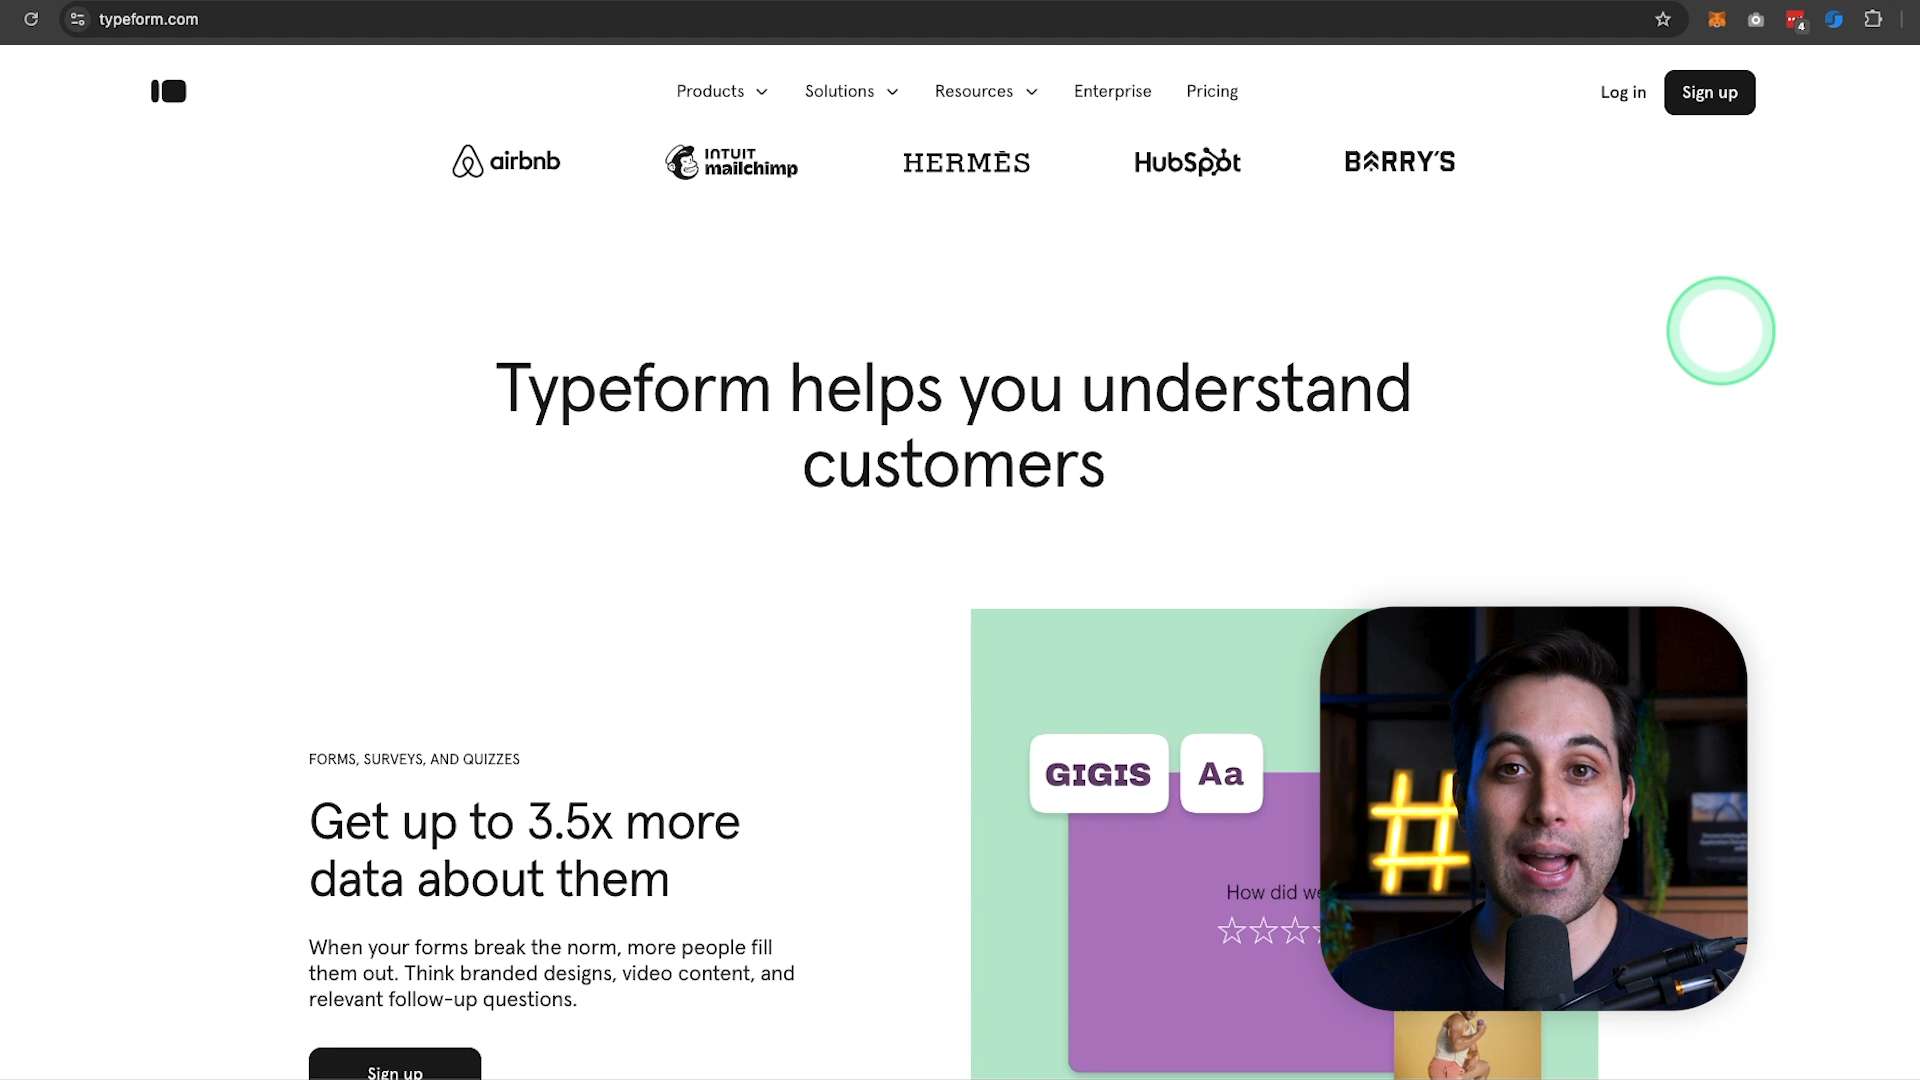 typeform.com
4
Products
Solutions
Resources
Enterprise
Pricing
Log in
Sign up
airbnb
INTUIT
mailchimp
HERMĒS
HubSpot
BARRY'S
Typeform helps you understand
customers
FORMS, SURVEYS, AND QUIZZES
Get up to 3.5x more
data about them
When your forms break the norm, more people fill
them out. Think branded designs, video content, and
relevant follow-up questions.
Sign up
GIGIS
Aa
How did we
#